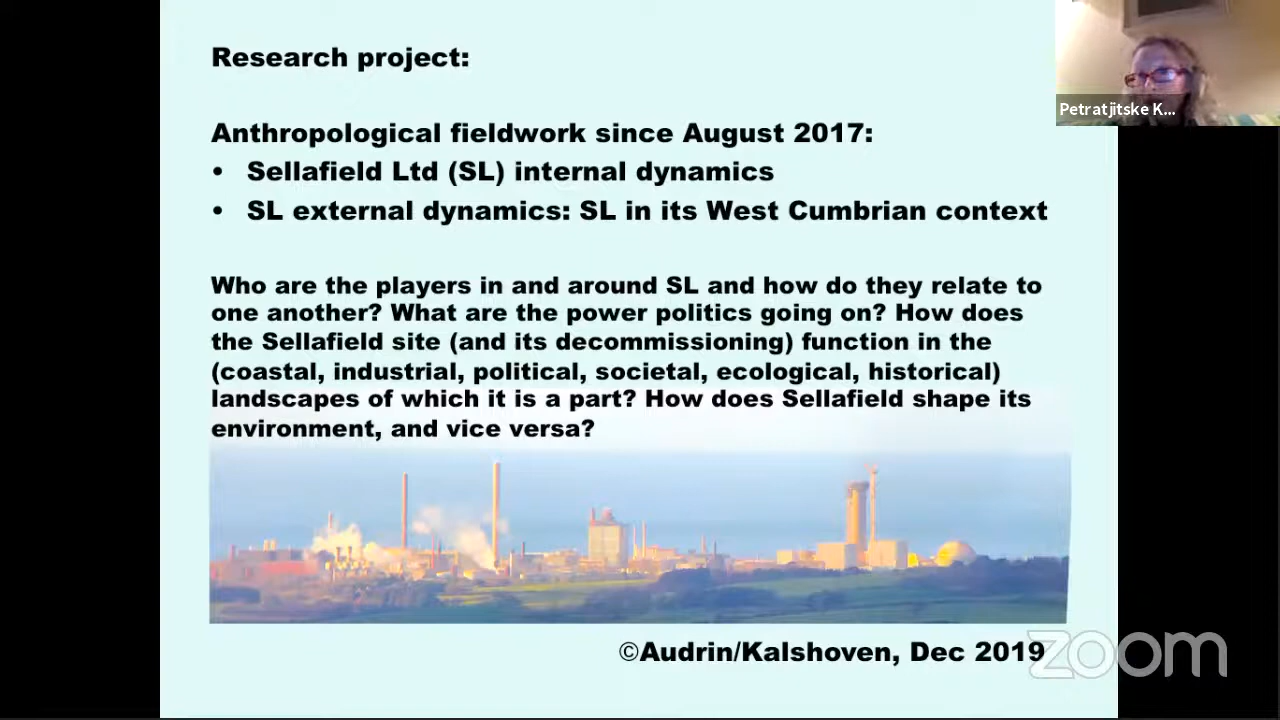 Research project:
Anthropological fieldwork since August 2017:
• Sellafield Ltd (SL) internal dynamics
• SL external dynamics: SL in its West Cumbrian context
Who are the players in and around SL and how do they relate to
one another? What are the power politics going on? How does
the Sellafield site (and its decommissioning) function in the
(coastal, industrial, political, societal, ecological, historical)
landscapes of which it is a part? How does Sellafield shape its
environment, and vice versa?
©Audrin/Kalshoven, Dec 2019
Petratjitske K...
zoom